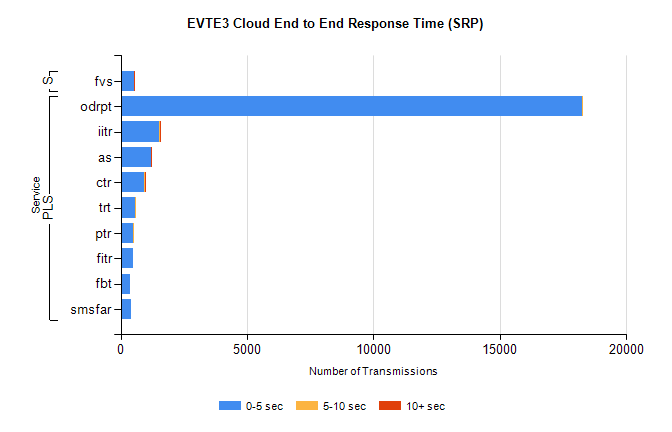 EVTE3 Cloud End to End Response Time (SRP)
Service
S
PLS
fvs
odrpt
iitr
as
ctr
trt
ptr
fitr
fbt
smsfar
0 5000 10000 15000 20000
Number of Transmissions
0-5 sec 5-10 sec 10+ sec